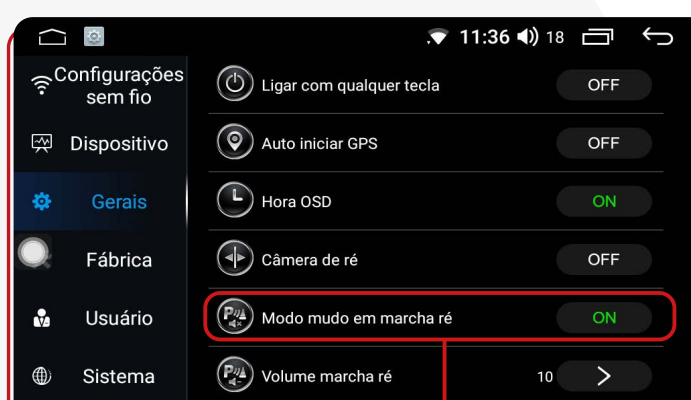 11:36 18
Configurações
sem fio
Dispositivo
Gerais
Fábrica
Usuário
Sistema
Ligar com qualquer tecla OFF
Auto iniciar GPS OFF
Hora OSD ON
Câmera de ré OFF
Modo mudo em marcha ré ON
Volume marcha ré 10